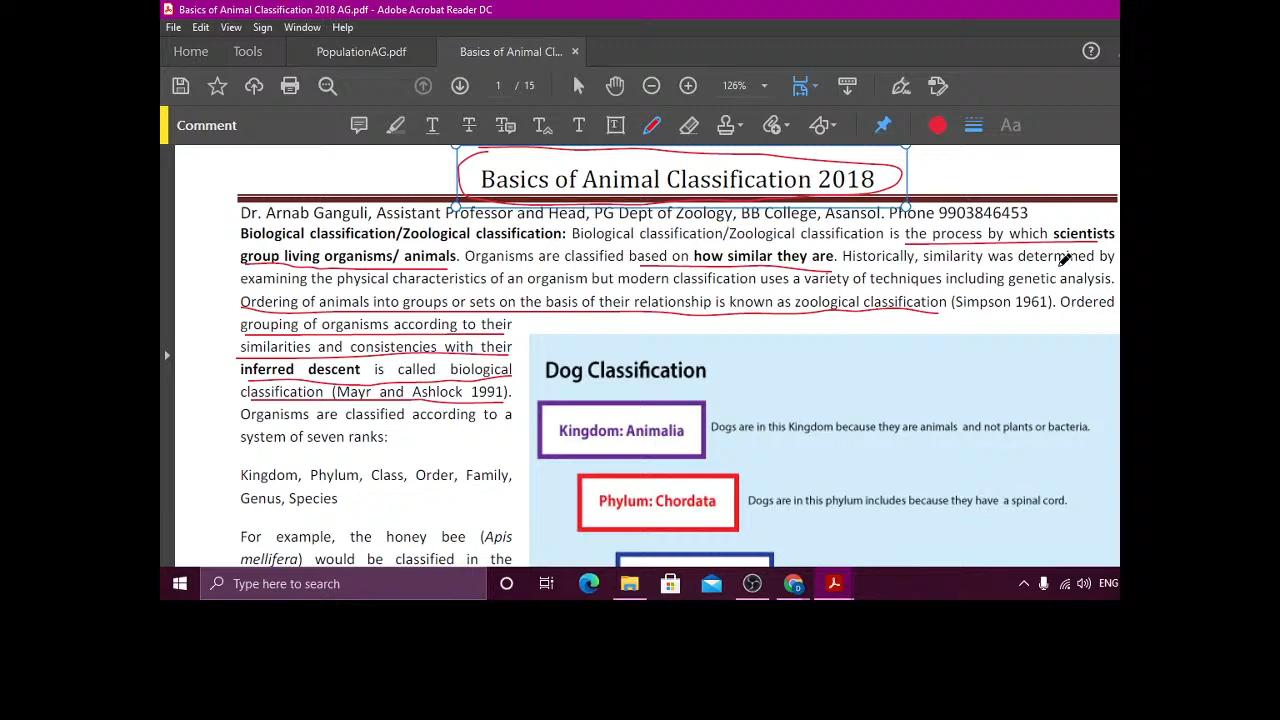 Basics of Animal Classification 2018 AG.pdf - Adobe Acrobat Reader DC
File Edit View Sign Window Help
Home Tools PopulationAG.pdf Basics of Animal Cl... ×
1 / 15 126%
Comment Aa
Basics of Animal Classification 2018
Dr. Arnab Ganguli, Assistant Professor and Head, PG Dept of Zoology, BB College, Asansol. Phone 9903846453
Biological classification/Zoological classification: Biological classification/Zoological classification is the process by which scientists
group living organisms/ animals. Organisms are classified based on how similar they are. Historically, similarity was determined by
examining the physical characteristics of an organism but modern classification uses a variety of techniques including genetic analysis.
Ordering of animals into groups or sets on the basis of their relationship is known as zoological classification (Simpson 1961). Ordered
grouping of organisms according to their
similarities and consistencies with their
inferred descent is called biological
classification (Mayr and Ashlock 1991).
Organisms are classified according to a
system of seven ranks:
Kingdom, Phylum, Class, Order, Family,
Genus, Species
For example, the honey bee (Apis
mellifera) would be classified in the
Dog Classification
Kingdom: Animalia Dogs are in this Kingdom because they are animals and not plants or bacteria.
Phylum: Chordata Dogs are in this phylum includes because they have a spinal cord.
Type here to search ENG